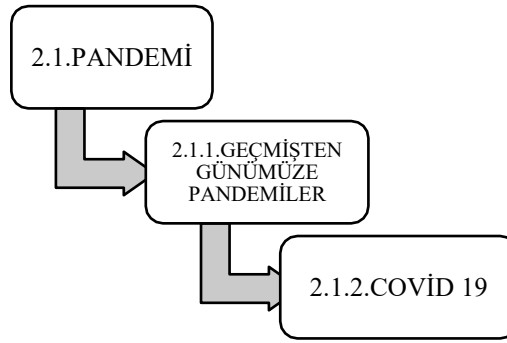 2.1.PANDEMİ
2.1.1.GEÇMİŞTEN
GÜNÜMÜZE
PANDEMİLER
2.1.2.COVİD 19